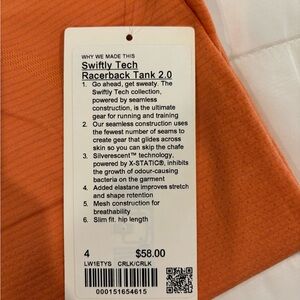 WHY WE MADE THIS
Swiftly Tech
Racerback Tank 2.0
1. Go ahead, get sweaty. The
Swiftly Tech collection,
powered by seamless
construction, is the ultimate
gear for running and training
2. Our seamless construction uses
the fewest number of seams to
create gear that glides across
skin so you can skip the chafe
3. Silverescent™ technology,
powered by X-STATIC®, inhibits
the growth of odour-causing
bacteria on the garment
4. Added elastane improves stretch
and shape retention
5. Mesh construction for
breathability
6. Slim fit. hip length
4 $58.00
LW1ETYS CRLK/CRLK
000151654615